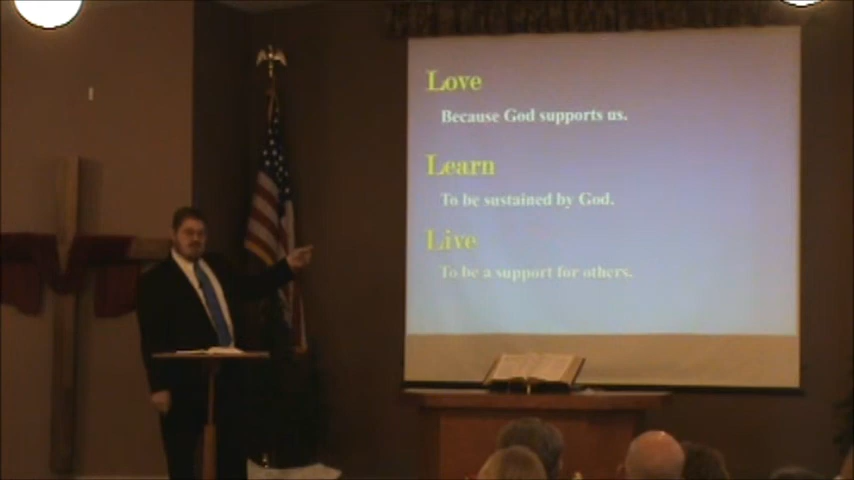 Love
Because God supports us.
Learn
To be sustained by God.
Live
To be a support for others.